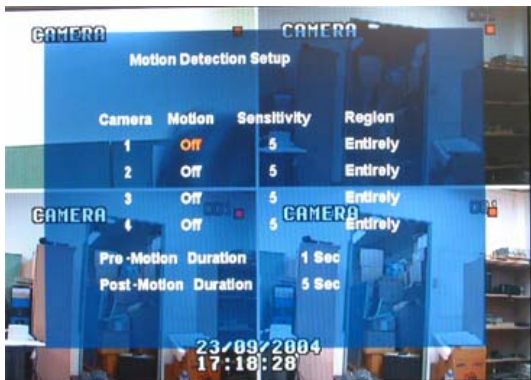 CAMERA CAMERA
Motion Detection Setup
Camera Motion Sensitivity Region
1 Off 5 Entirely
2 Off 5 Entirely
3 Off 5 Entirely
CAMERA CAMERA
4 Off 5 Entirely
Pre-Motion Duration 1 Sec
Post-Motion Duration 5 Sec
23/09/2004
17:18:28